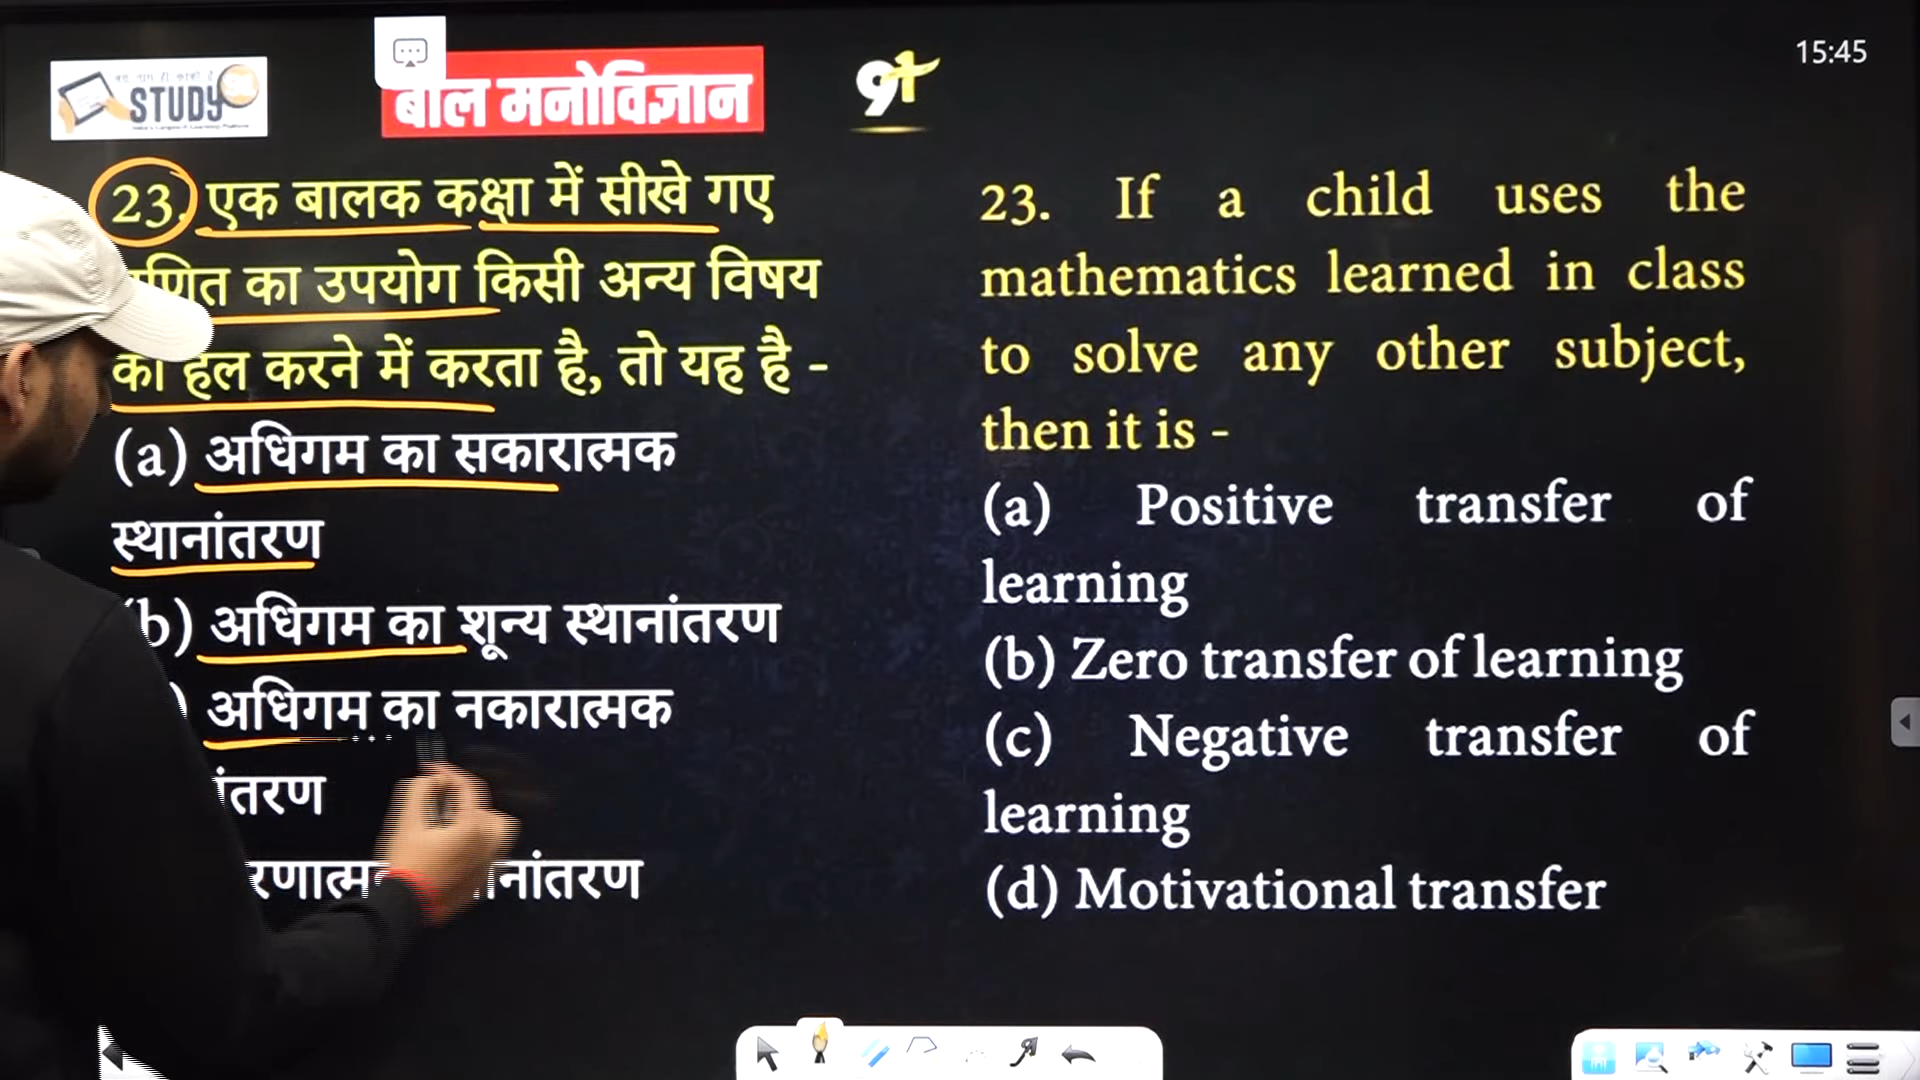 STUDY
बाल मनोविज्ञान
15:45
23. एक बालक कक्षा में सीखे गए
का उपयोग किसी अन्य विषय
को हल करने में करता है, तो यह है -
(a) अधिगम का सकारात्मक
स्थानांतरण
(b) अधिगम का शून्य स्थानांतरण
अधिगम का नकारात्मक
23. If a child uses the
mathematics learned in class
to solve any other subject,
then it is -
(a) Positive transfer of
learning
(b) Zero transfer of learning
(c) Negative transfer of
learning
(d) Motivational transfer